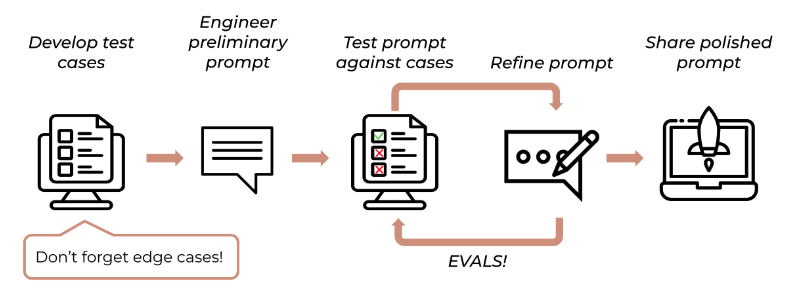 Develop test
cases
Engineer
preliminary
prompt
Test prompt
against cases
Refine prompt
Share polished
prompt
Don't forget edge cases!
EVALS!